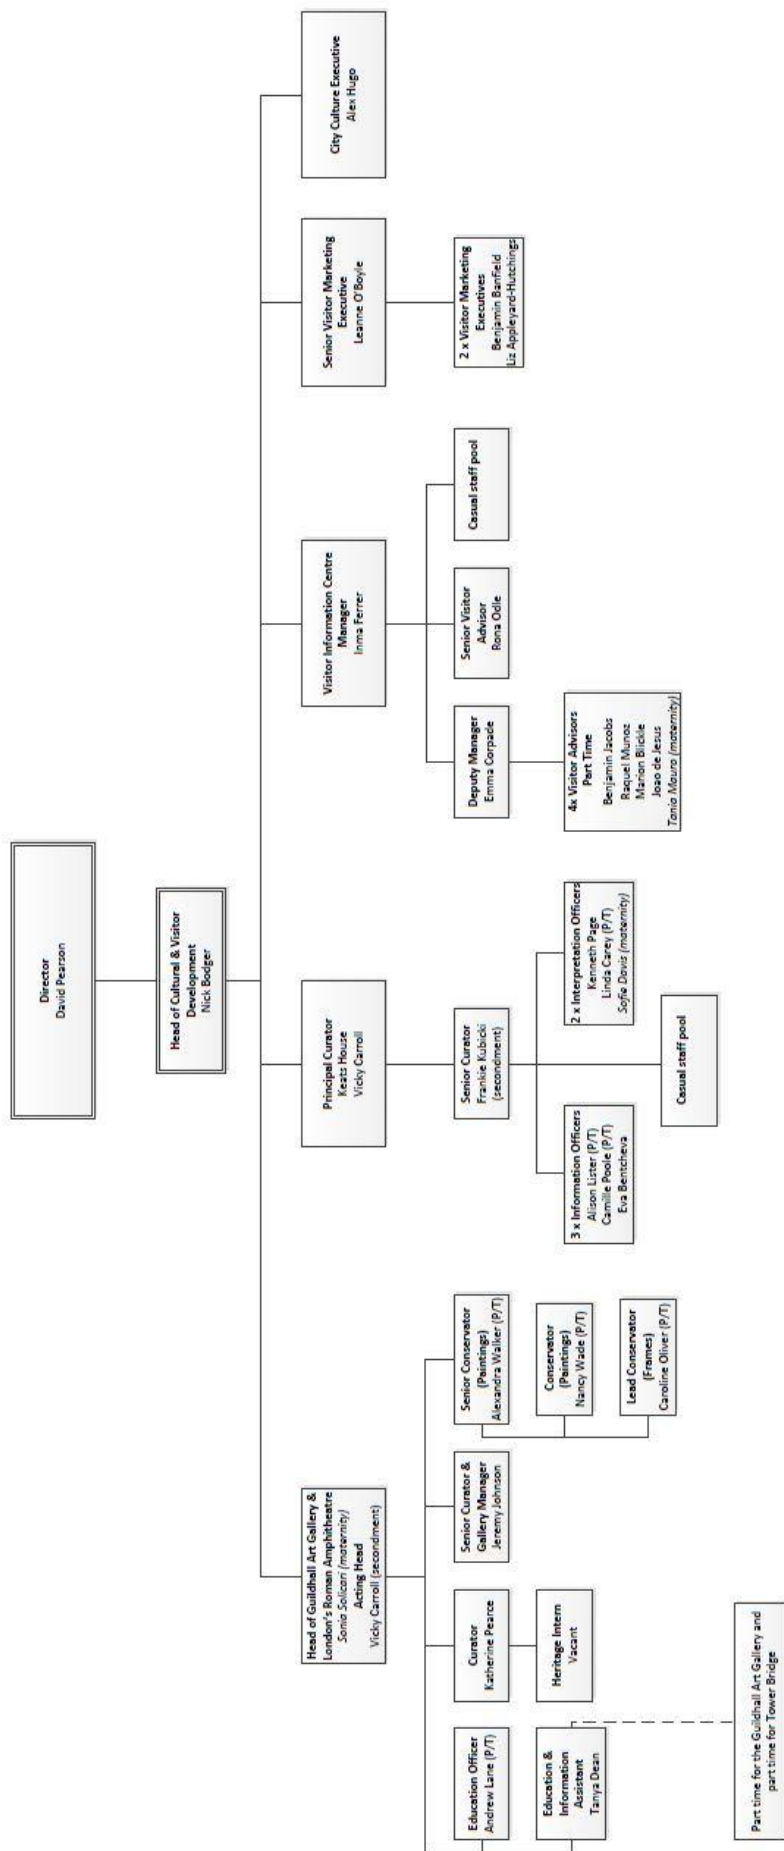 Director
David Pearson
Head of Cultural & Visitor
Development
Nick Bodger
Head of Guildhall Art Gallery &
London's Roman Amphitheatre
Sonia Solicari (maternity)
Acting Head
Vicky Carroll (secondment)
Principal Curator
Keats House
Vicky Carroll
Visitor Information Centre
Manager
Inma Ferrer
Senior Visitor Marketing
Executive
Leanne O'Boyle
City Culture Executive
Alex Hugo
Education Officer
Andrew Lane (P/T)
Curator
Katherine Pearce
Senior Curator &
Gallery Manager
Jeremy Johnson
Senior Conservator
(Paintings)
Alexandra Walker (P/T)
Senior Curator
Frankie Kubicki
(secondment)
Deputy Manager
Emma Corpade
Senior Visitor
Advisor
Rona Odle
Casual staff pool
2 x Visitor Marketing
Executives
Benjamin Banfield
Liz Appleyard-Hutchings
Education &
Information
Assistant
Tanya Dean
Heritage Intern
Vacant
Conservator
(Paintings)
Nancy Wade (P/T)
3 x Information Officers
Alison Lister (P/T)
Camille Poole (P/T)
Eva Bentcheva
2 x Interpretation Officers
Kenneth Page
Linda Carey (P/T)
Sofie Davis (maternity)
4x Visitor Advisors
Part Time
Benjamin Jacobs
Raquel Munoz
Marion Blickle
Joao de Jesus
Tania Mauro (maternity)
Lead Conservator
(Frames)
Caroline Oliver (P/T)
Casual staff pool
Part time for the Guildhall Art Gallery and
part time for Tower Bridge